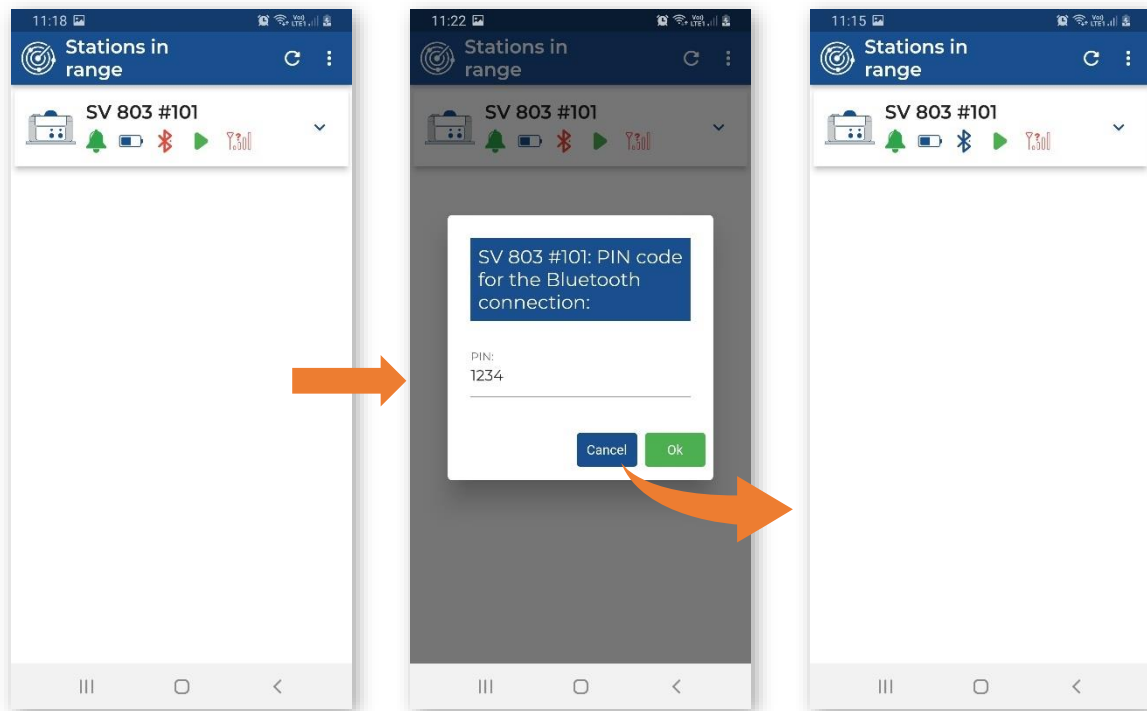 11:18
Stations in
range
SV 803 #101
11:22
Stations in
range
SV 803 #101
SV 803 #101: PIN code
for the Bluetooth
connection:
PIN:
1234
Cancel Ok
11:15
Stations in
range
SV 803 #101